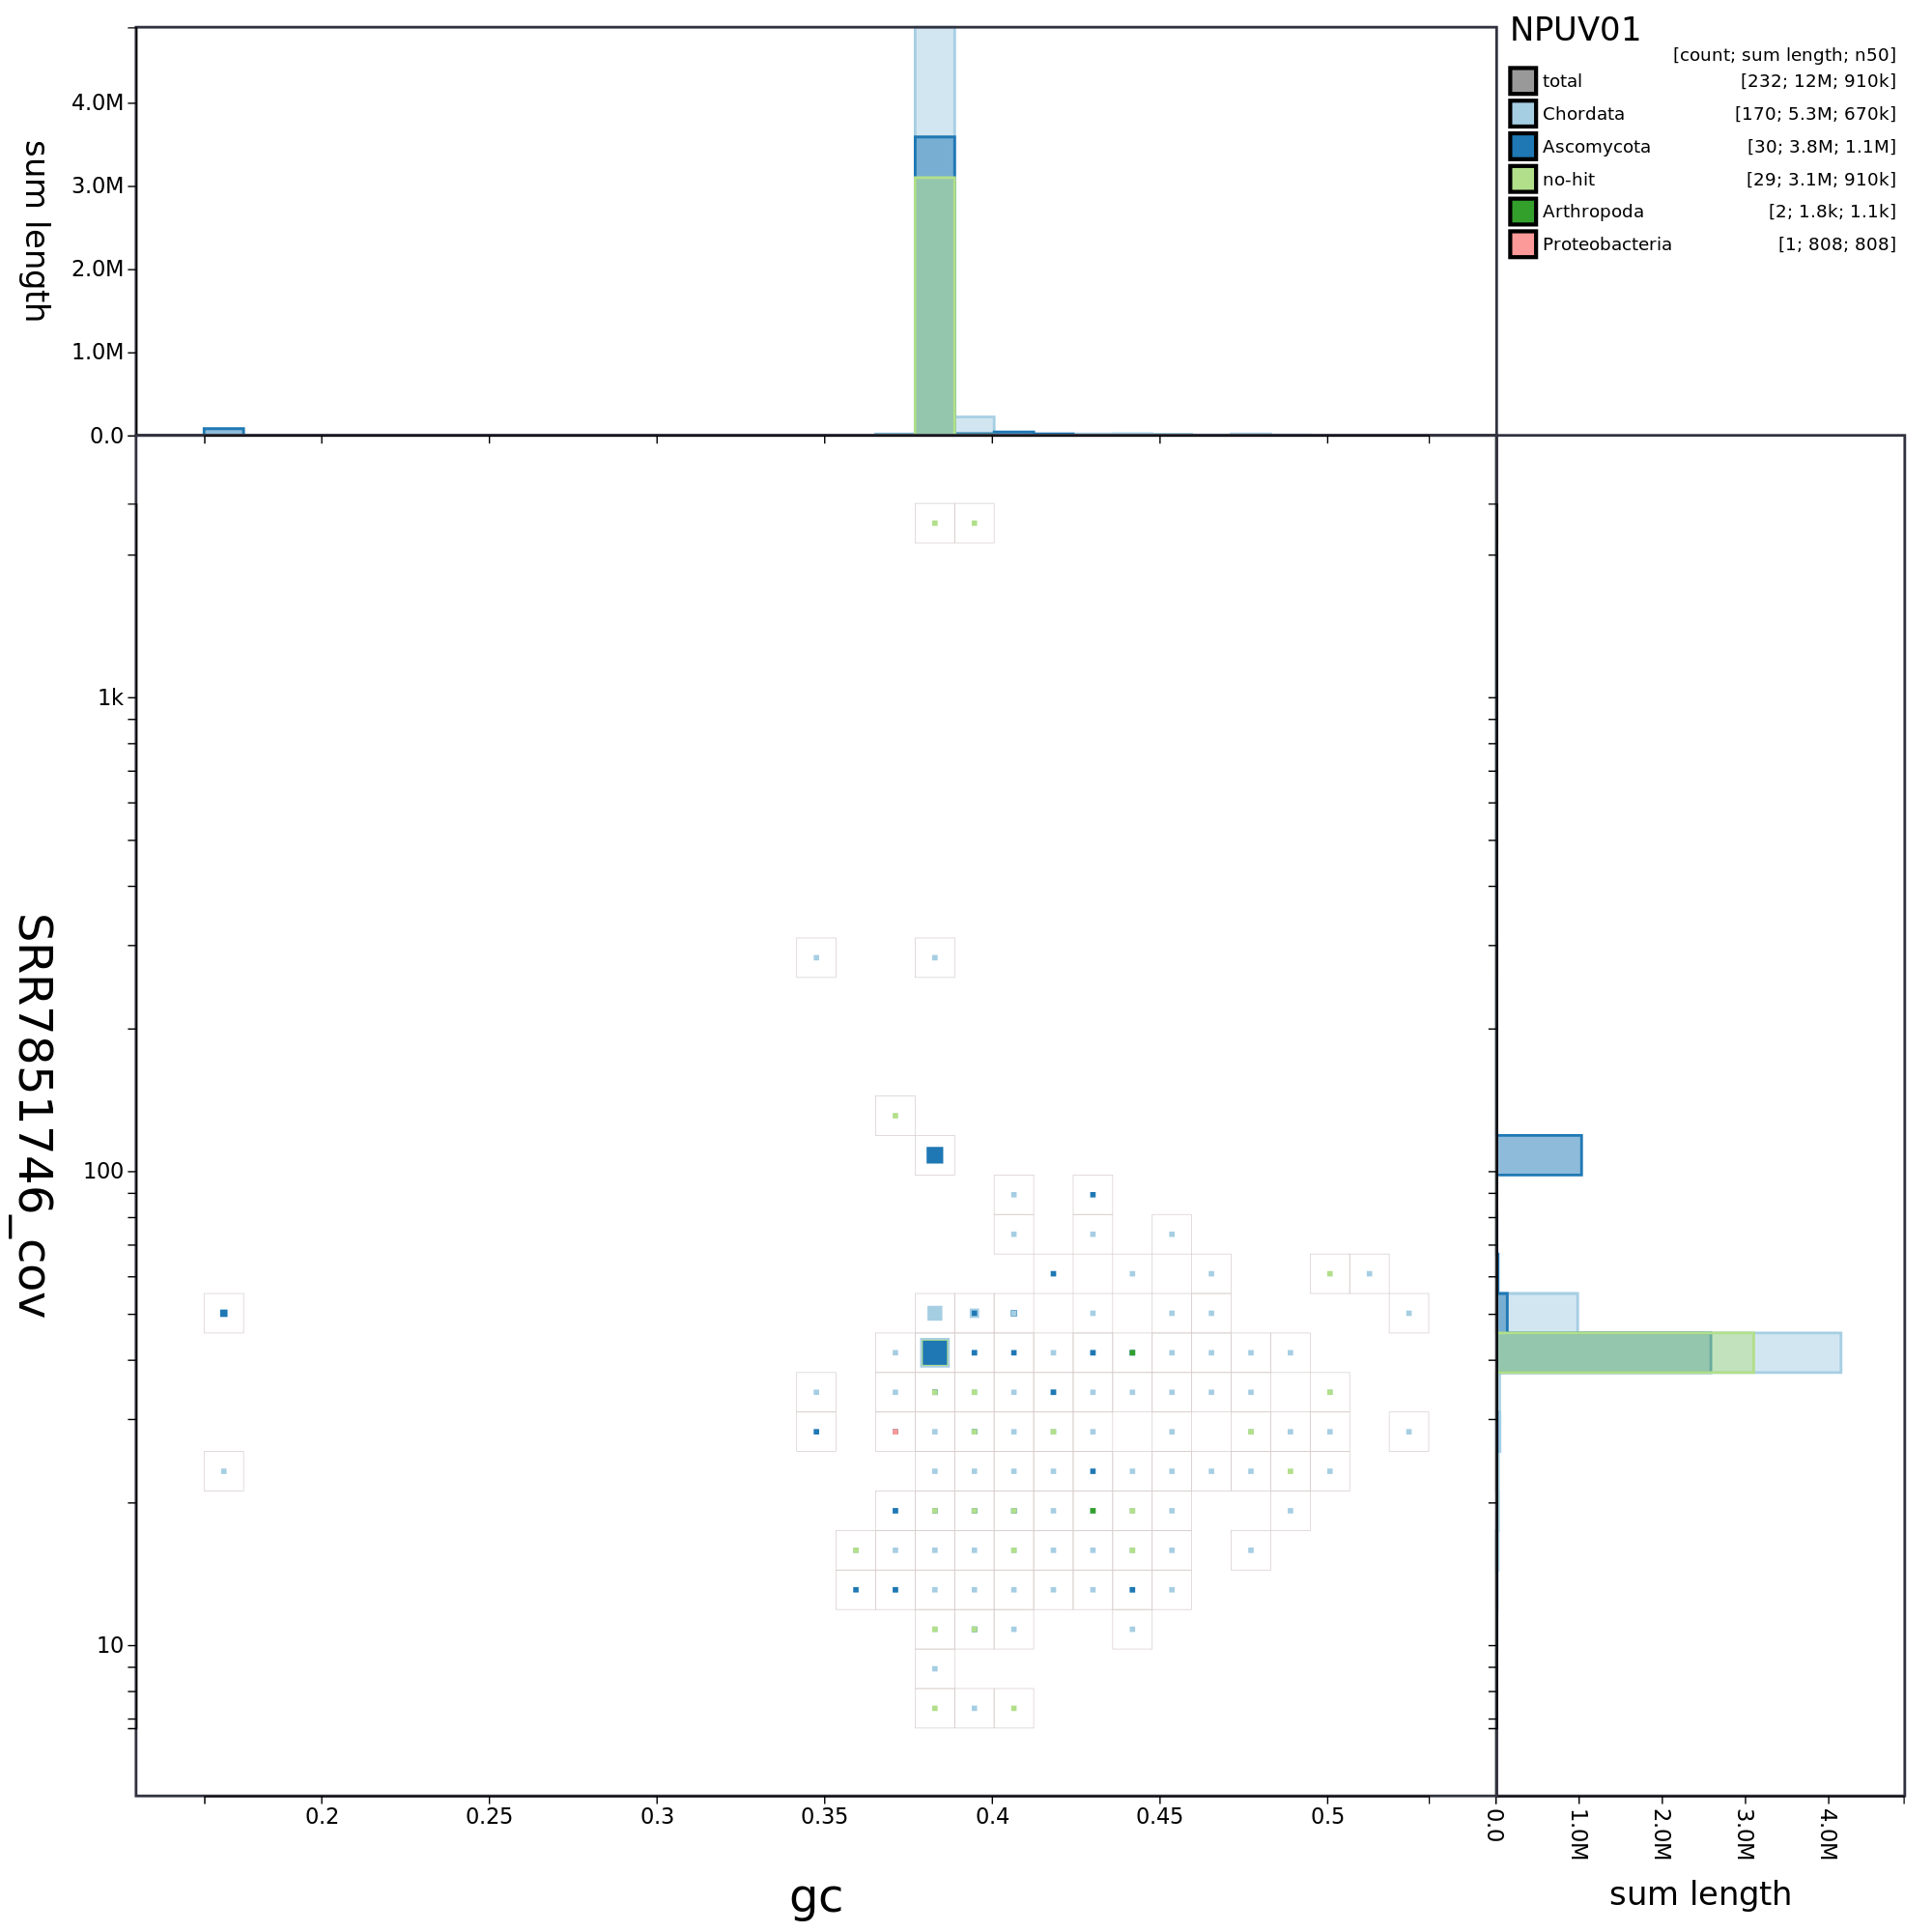 NPUV01
[count; sum length; n50]
total [232; 12M; 910k]
Chordata [170; 5.3M; 670k]
Ascomycota [30; 3.8M; 1.1M]
no-hit [29; 3.1M; 910k]
Arthropoda [2; 1.8k; 1.1k]
Proteobacteria [1; 808; 808]
sum length
4.0M
3.0M
2.0M
1.0M
0.0
SRR7851746_cov
1k
100
10
0.2 0.25 0.3 0.35 0.4 0.45 0.5
gc
0.0 1.0M 2.0M 3.0M 4.0M
sum length